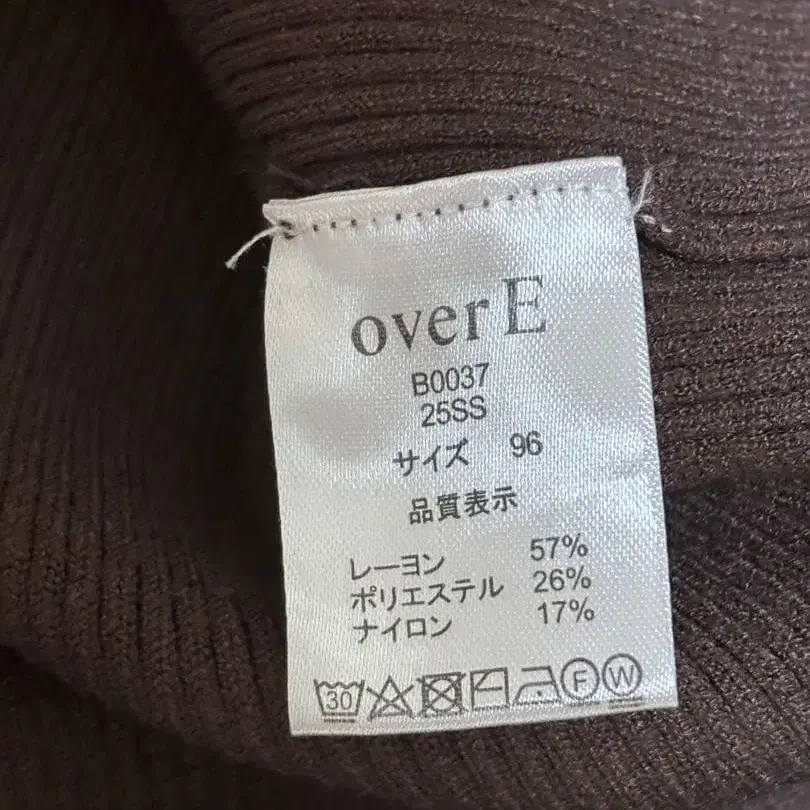 overE
B0037
25SS
サイズ 96
品質表示
レーヨン 57%
ポリエステル 26%
ナイロン 17%
30 F W